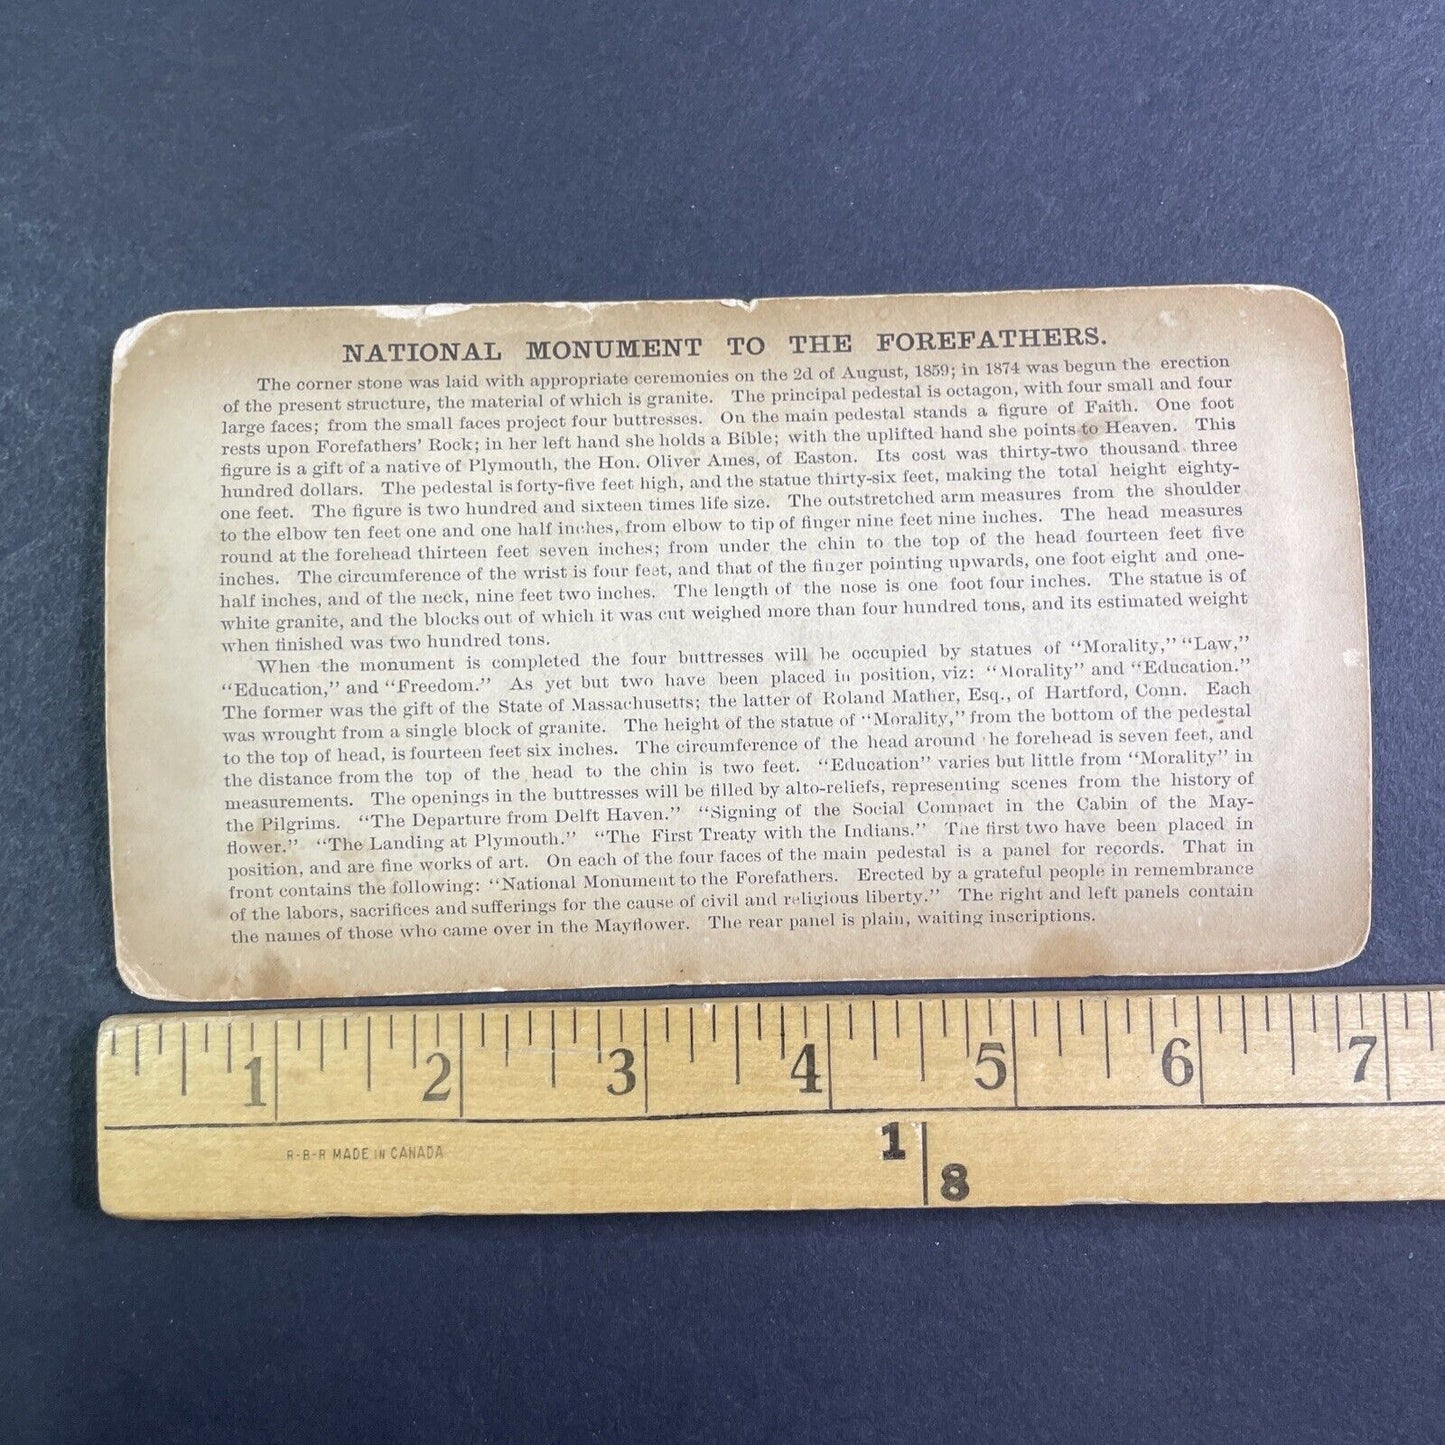 NATIONAL MONUMENT TO THE FOREFATHERS.
The corner stone was laid with appropriate ceremonies on the 2d of August, 1859; in 1874 was begun the erection
of the present structure, the material of which is granite. The principal pedestal is octagon, with four small and four
large faces; from the small faces project four buttresses. On the main pedestal stands a figure of Faith. One foot
rests upon Forefathers' Rock; in her left hand she holds a Bible; with the uplifted hand she points to Heaven. This
figure is a gift of a native of Plymouth, the Hon. Oliver Ames, of Easton. Its cost was thirty-two thousand three
hundred dollars. The pedestal is forty-five feet high, and the statue thirty-six feet, making the total height eighty-
one feet. The figure is two hundred and sixteen times life size. The outstretched arm measures from the shoulder
to the elbow ten feet one and one half inches, from elbow to tip of finger nine feet nine inches. The head measures
round at the forehead thirteen feet seven inches; from under the chin to the top of the head fourteen feet five
inches. The circumference of the wrist is four feet, and that of the finger pointing upwards, one foot eight and one-
half inches, and of the neck, nine feet two inches. The length of the nose is one foot four inches. The statue is of
white granite, and the blocks out of which it was cut weighed more than four hundred tons, and its estimated weight
when finished was two hundred tons.
When the monument is completed the four buttresses will be occupied by statues of "Morality," "Law,"
"Education," and "Freedom." As yet but two have been placed in position, viz: "Morality" and "Education."
The former was the gift of the State of Massachusetts; the latter of Roland Mather, Esq., of Hartford, Conn. Each
was wrought from a single block of granite. The height of the statue of "Morality," from the bottom of the pedestal
to the top of head, is fourteen feet six inches. The circumference of the head around he forehead is seven feet, and
the distance from the top of the head to the chin is two feet. "Education" varies but little from "Morality" in
measurements. The openings in the buttresses will be filled by alto-reliefs, representing scenes from the history of
the Pilgrims. "The Departure from Delft Haven." "Signing of the Social Compact in the Cabin of the May-
flower." "The Landing at Plymouth." "The First Treaty with the Indians." The first two have been placed in
position, and are fine works of art. On each of the four faces of the main pedestal is a panel for records. That in
front contains the following: "National Monument to the Forefathers. Erected by a grateful people in remembrance
of the labors, sacrifices and sufferings for the cause of civil and religious liberty." The right and left panels contain
the names of those who came over in the Mayflower. The rear panel is plain, waiting inscriptions.
1 2 3 4 5 6 7
R-B-R MADE IN CANADA
1 8